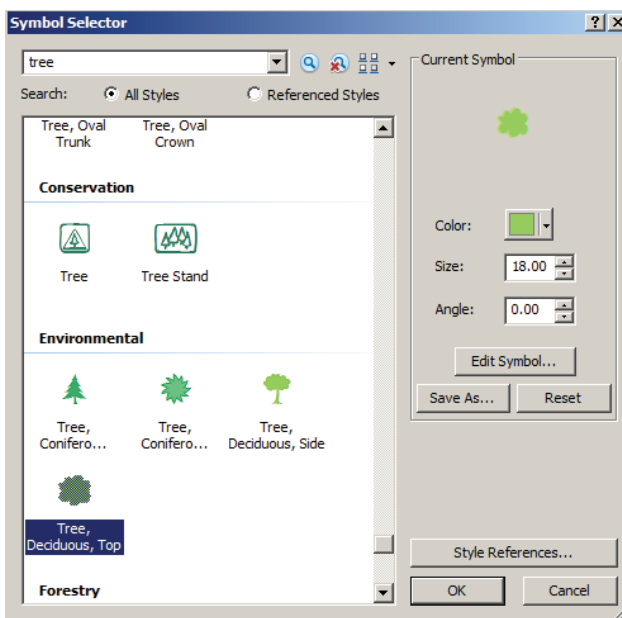 Symbol Selector
tree
Search:
All Styles
Referenced Styles
Tree, Oval
Trunk
Tree, Oval
Crown
Conservation
Tree
Tree Stand
Environmental
Tree,
Conifero...
Tree,
Conifero...
Tree,
Deciduous, Side
Tree,
Deciduous, Top
Forestry
Current Symbol
Color:
Size:
18.00
Angle:
0.00
Edit Symbol...
Save As...
Reset
Style References...
OK
Cancel